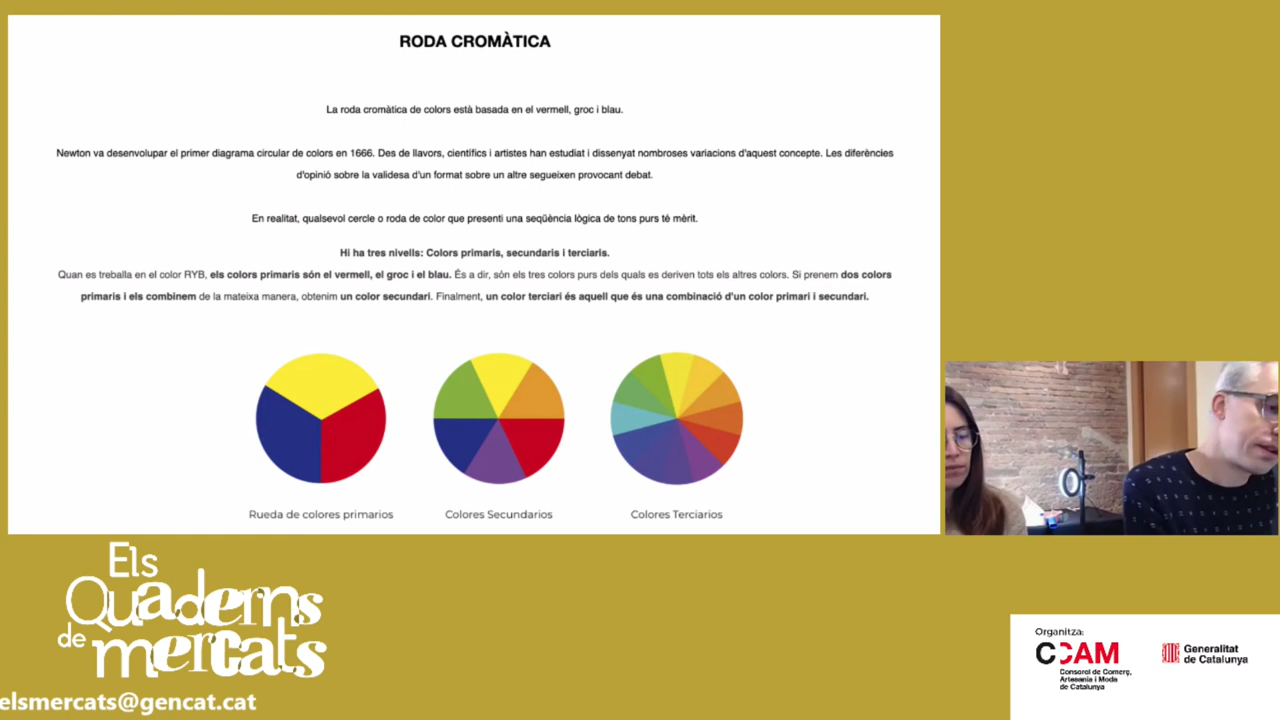 RODA CROMÀTICA
La roda cromàtica de colors està basada en el vermell, groc i blau.
Newton va desenvolupar el primer diagrama circular de colors en 1666. Des de llavors, científics i artistes han estudiat i dissenyat nombroses variacions d'aquest concepte. Les diferències
d'opinió sobre la validesa d'un format sobre un altre segueixen provocant debat.
En realitat, qualsevol cercle o roda de color que presenti una seqüència lògica de tons purs té mèrit.
Hi ha tres nivells: Colors primaris, secundaris i terciaris.
Quan es treballa en el color RYB, els colors primaris són el vermell, el groc i el blau. És a dir, són els tres colors purs dels quals es deriven tots els altres colors. Si prenem dos colors
primaris i els combinem de la mateixa manera, obtenim un color secundari. Finalment, un color terciari és aquell que és una combinació d'un color primari i secundari.
Rueda de colores primarios
Colores Secundarios
Colores Terciarios
Els
Quaderns
de mercats
elsmercats@gencat.cat
Organitza:
CCAM
Consorci de Comerç,
Artesania i Moda
de Catalunya
Generalitat
de Catalunya